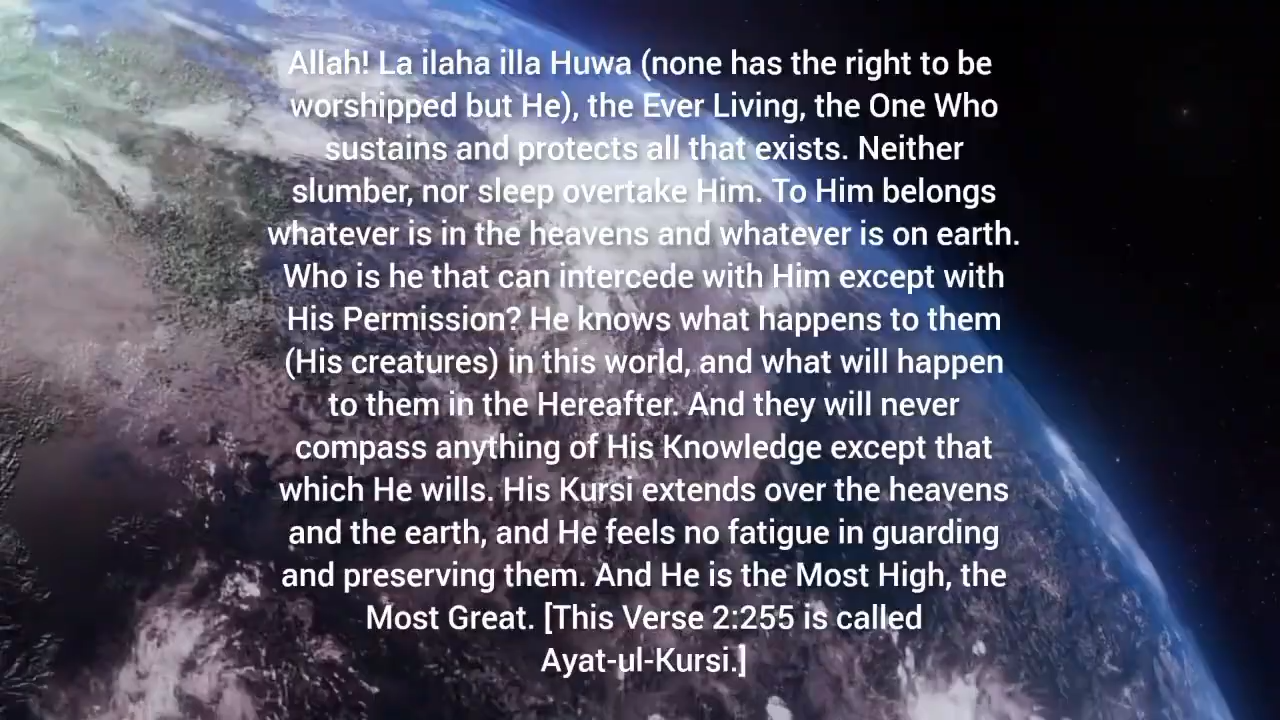 Allah! La ilaha illa Huwa (none has the right to be
worshipped but He), the Ever Living, the One Who
sustains and protects all that exists. Neither
slumber, nor sleep overtake Him. To Him belongs
whatever is in the heavens and whatever is on earth.
Who is he that can intercede with Him except with
His Permission? He knows what happens to them
(His creatures) in this world, and what will happen
to them in the Hereafter. And they will never
compass anything of His Knowledge except that
which He wills. His Kursi extends over the heavens
and the earth, and He feels no fatigue in guarding
and preserving them. And He is the Most High, the
Most Great. [This Verse 2:255 is called
Ayat-ul-Kursi.]